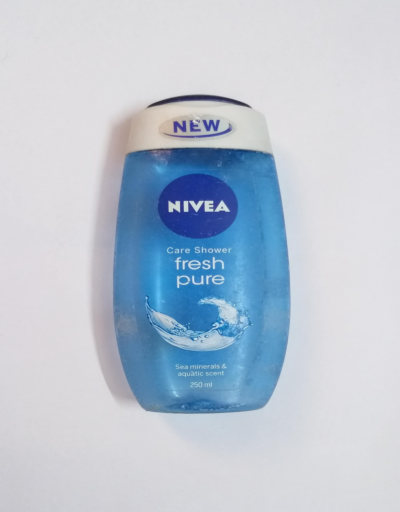 NEW
NIVEA
Care Shower
fresh
pure
Sea minerals &
aquatic scent
250 ml